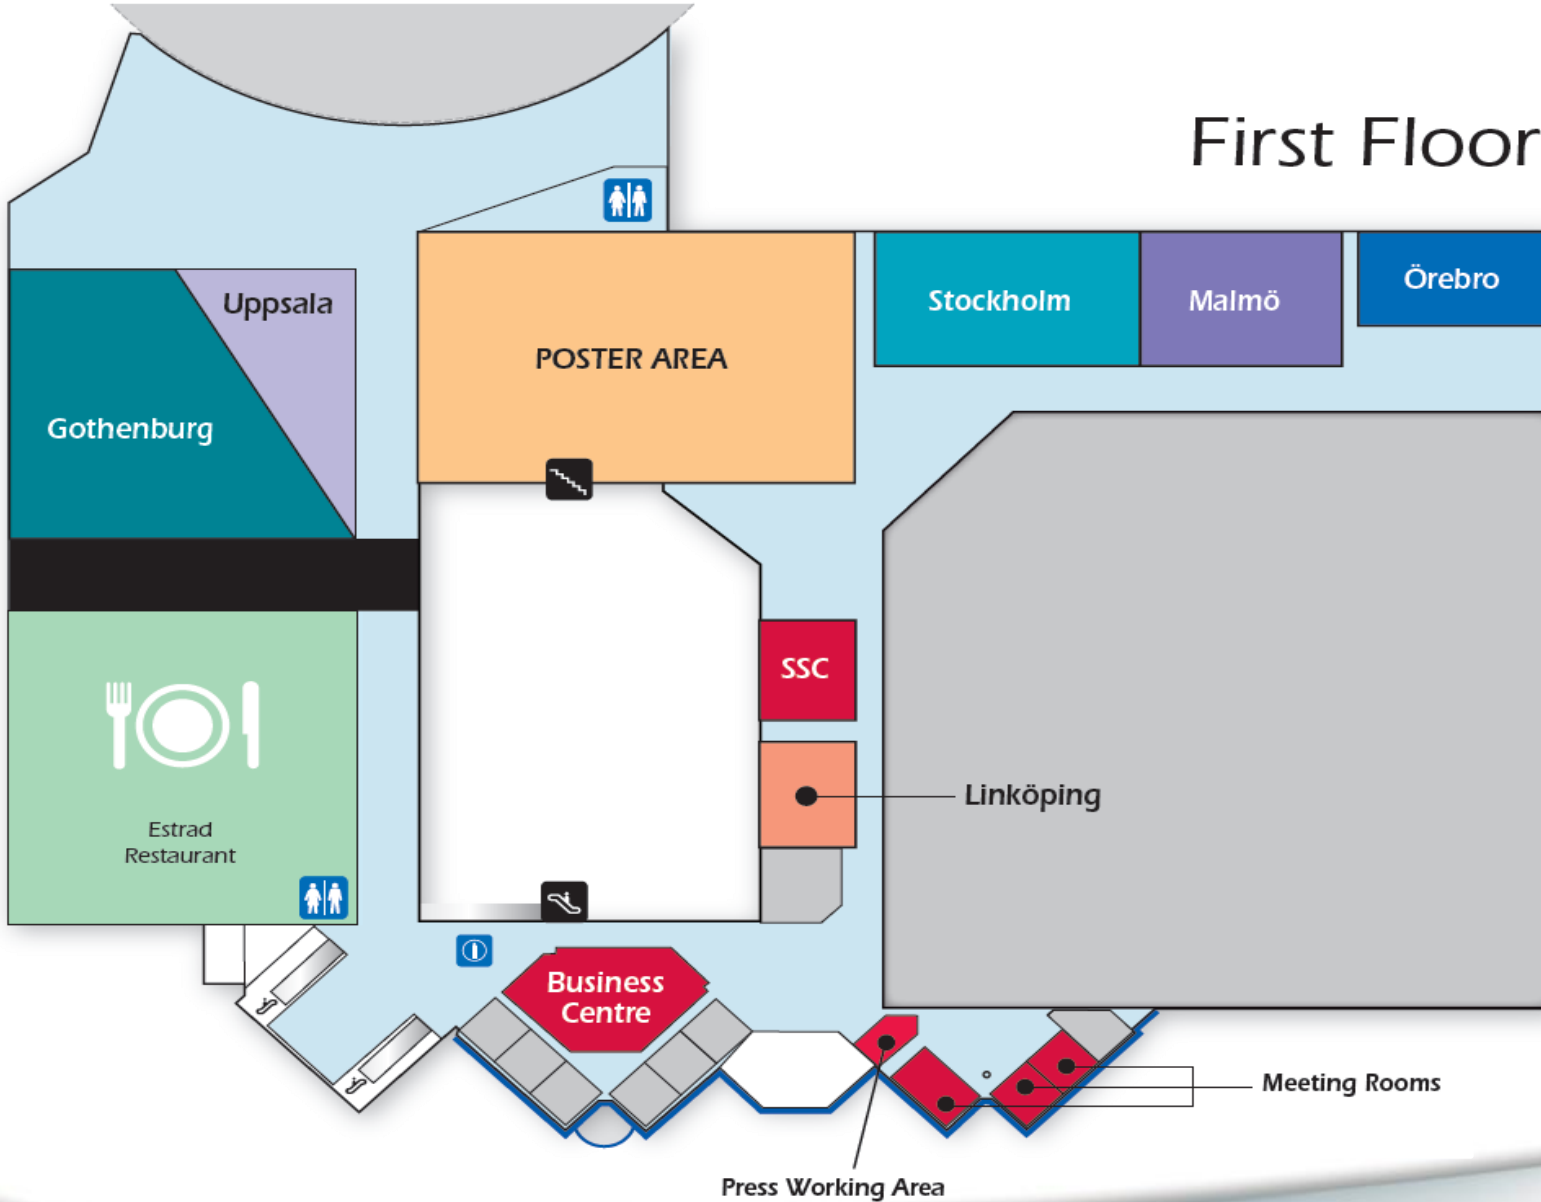 First Floor
Uppsala
Gothenburg
POSTER AREA
Stockholm
Malmö
Örebro
SSC
Linköping
Estrad
Restaurant
Business
Centre
Meeting Rooms
Press Working Area